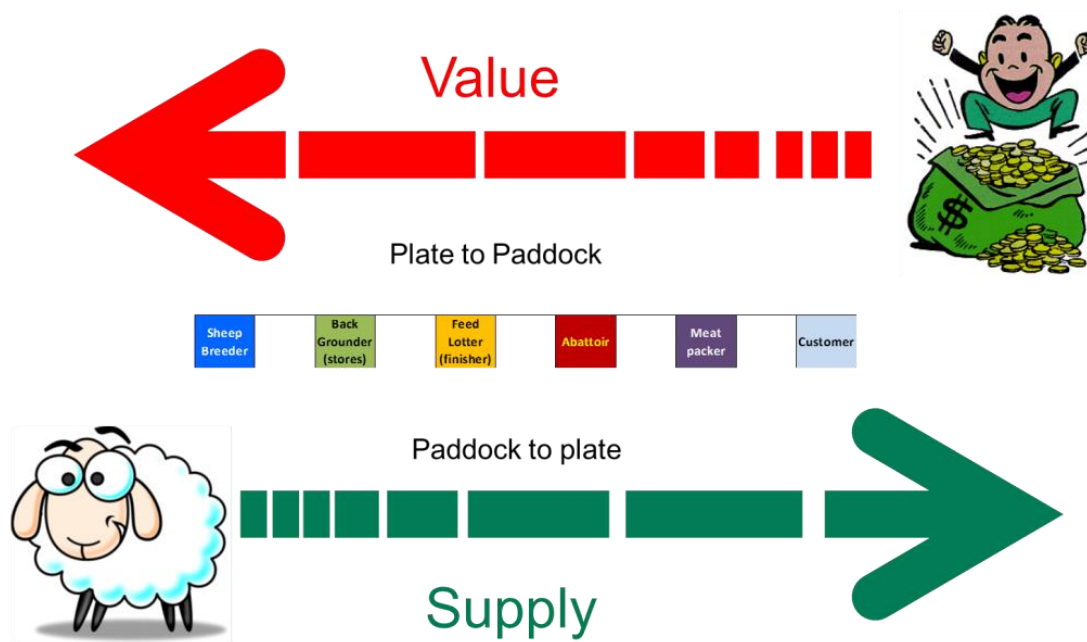 Value
$
Plate to Paddock
Sheep
Breeder
Back
Grounder
(stores)
Feed
Lotter
(finisher)
Abattoir
Meat
packer
Customer
Paddock to plate
Supply